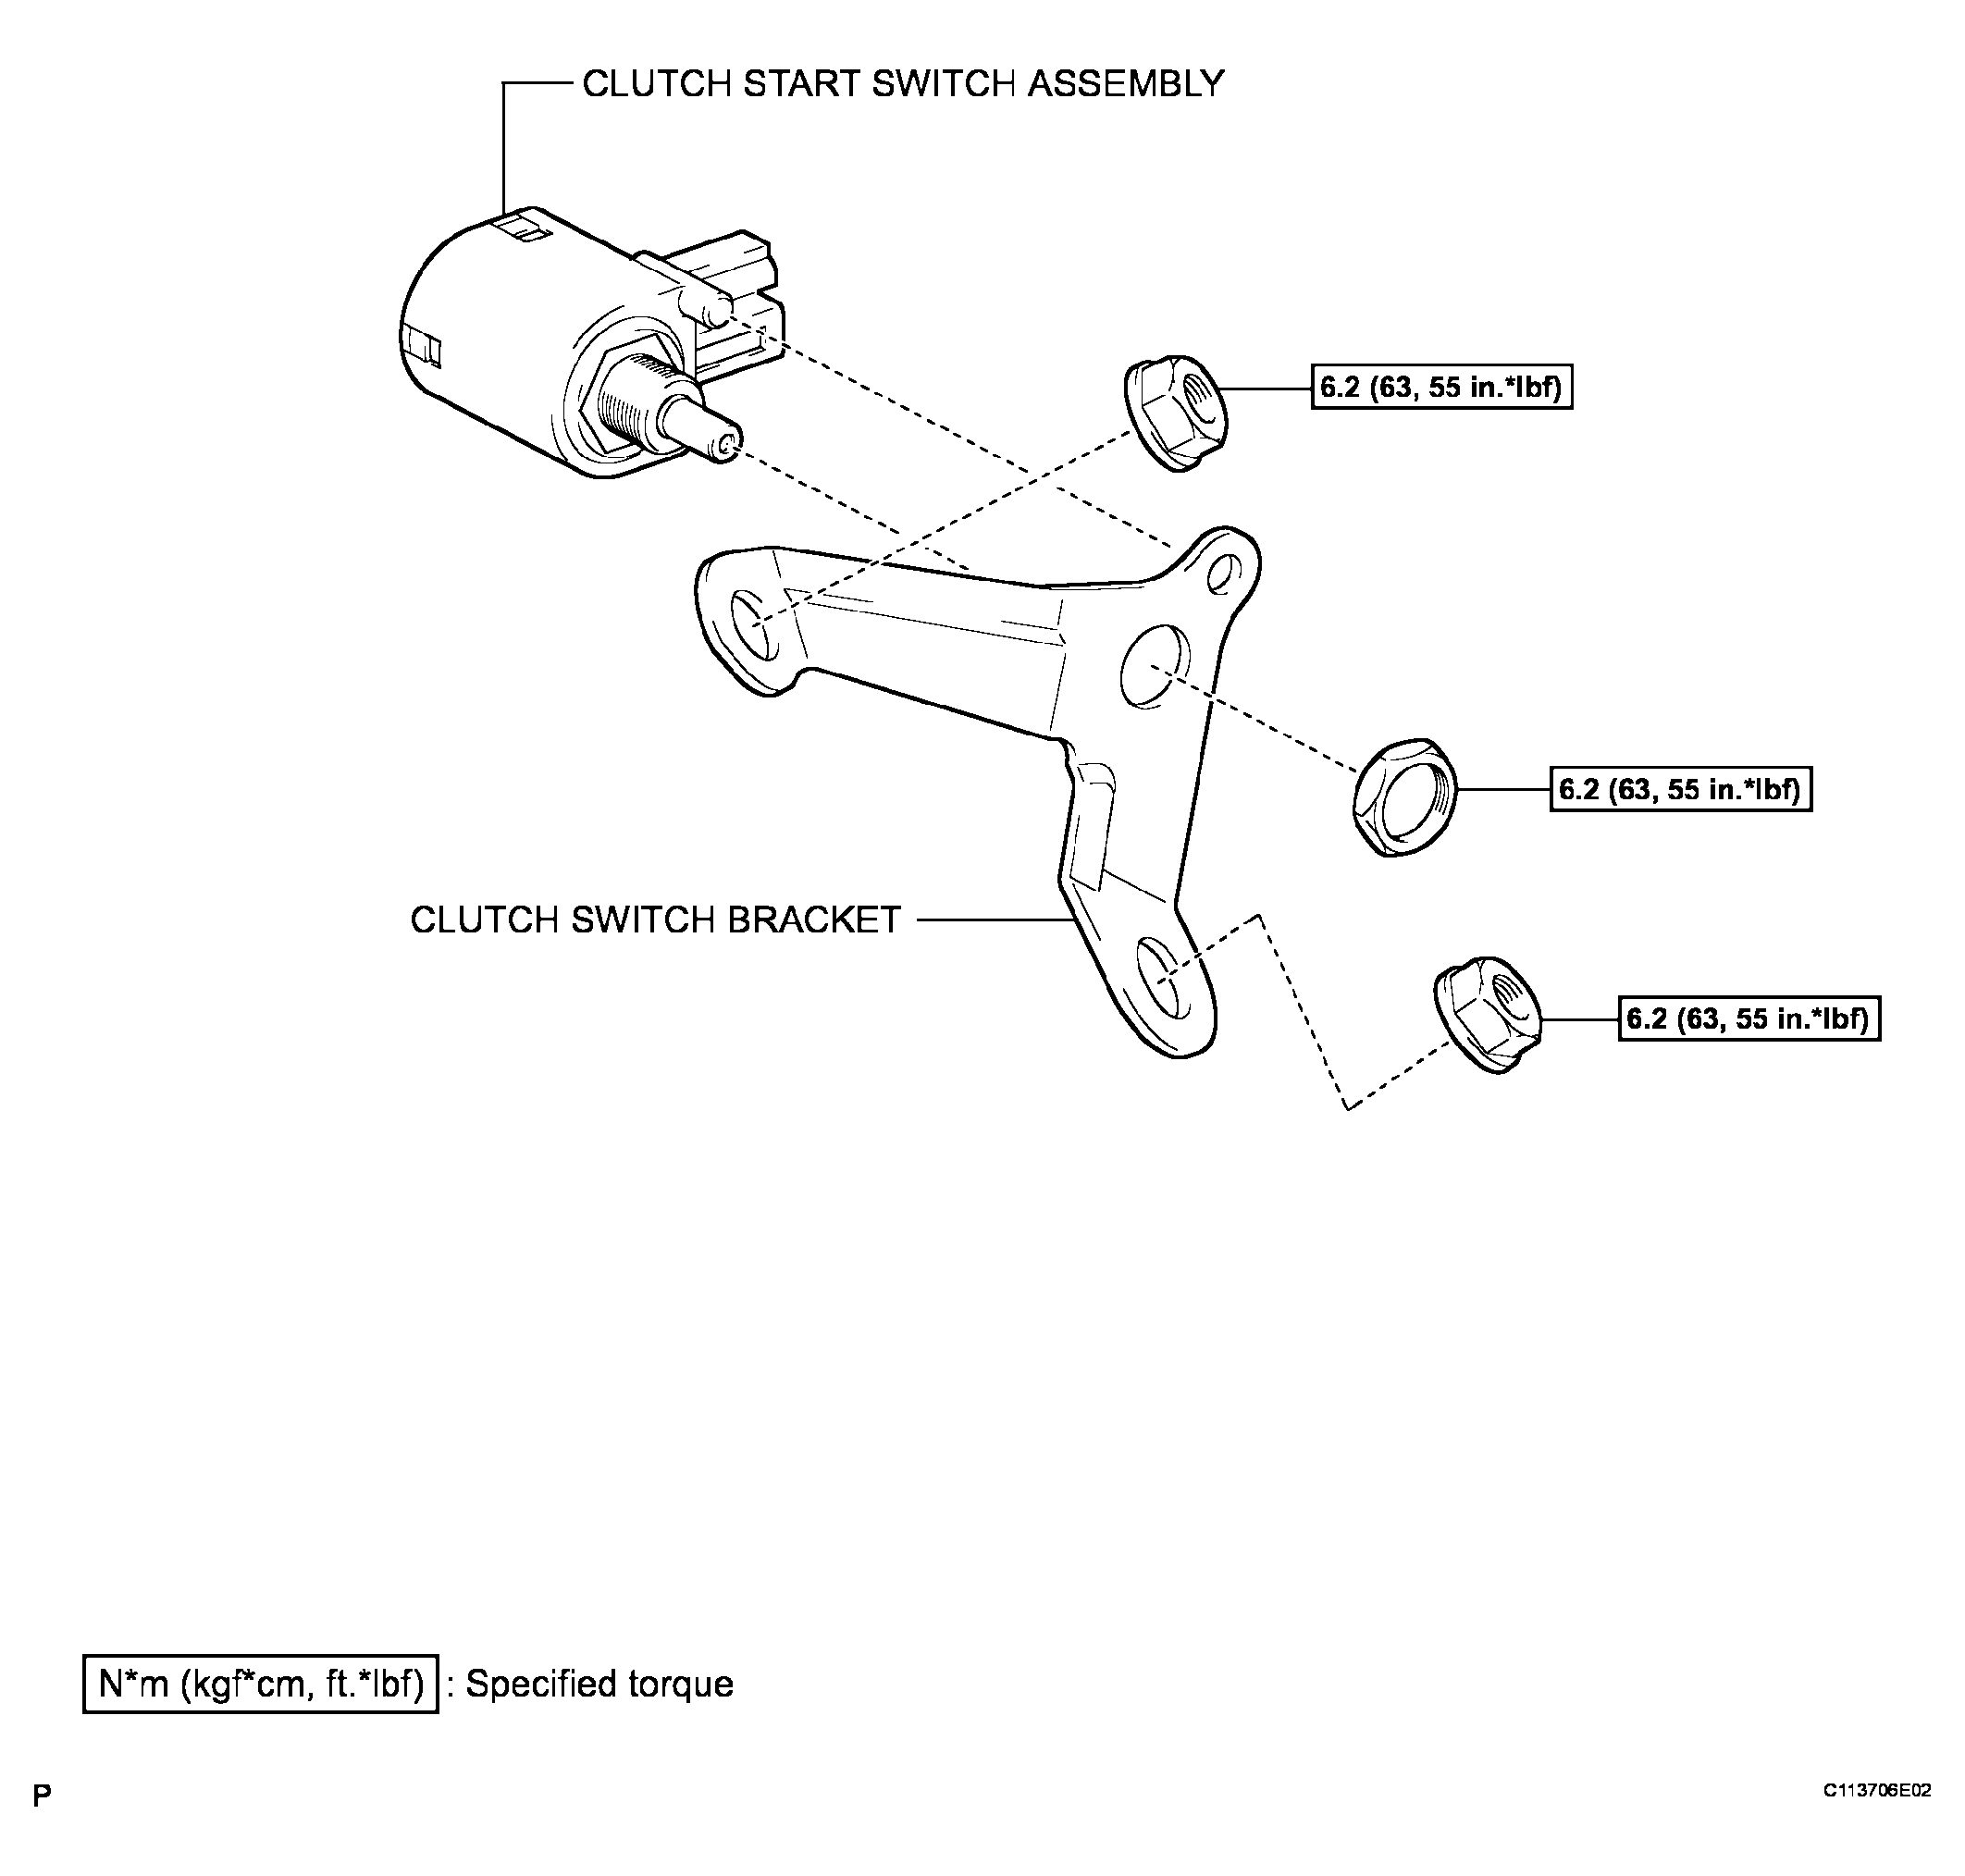 CLUTCH START SWITCH ASSEMBLY
6.2 (63, 55 in.*lbf)
6.2 (63, 55 in.*lbf)
CLUTCH SWITCH BRACKET
6.2 (63, 55 in.*lbf)
N*m (kgf*cm, ft.*lbf) : Specified torque
P
C113706E02